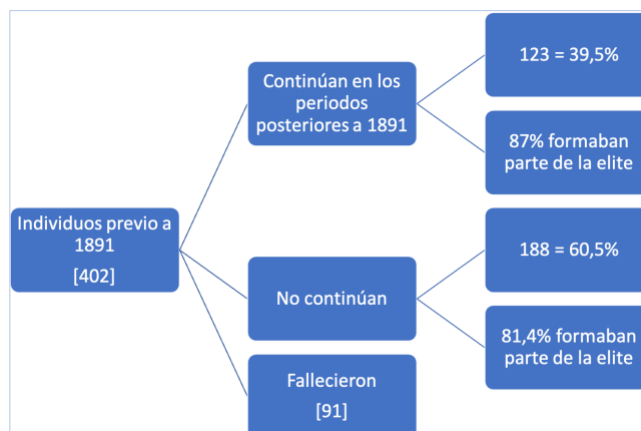 Individuos previo a
1891
[402]
Continúan en los
periodos
posteriores a 1891
123 = 39,5%
87% formaban
parte de la elite
No continúan
188 = 60,5%
81,4% formaban
parte de la elite
Fallecieron
[91]